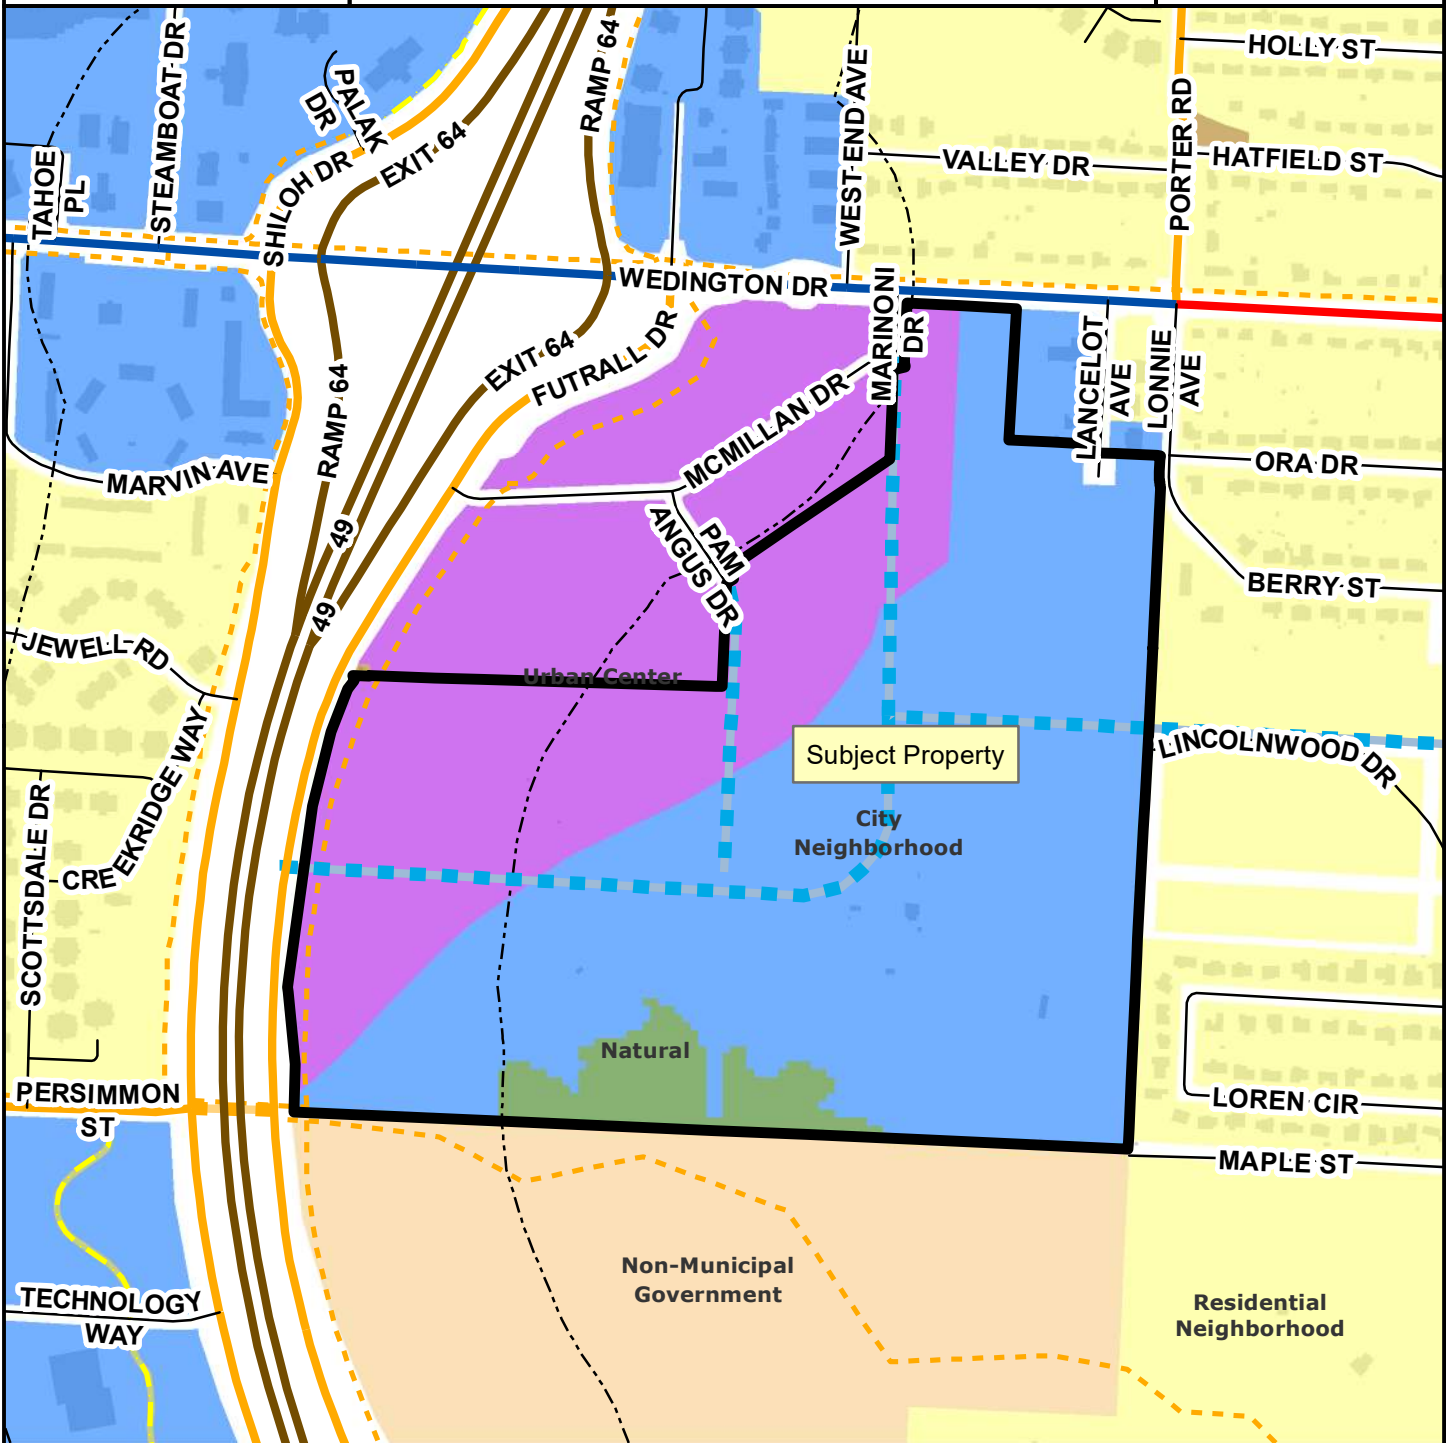 HOLLY ST
STEAMBOAT DR
PALAK
DR
RAMP 64
WEST END AVE
PORTER RD
EXIT 64
VALLEY DR
HATFIELD ST
TAHOE
PL
SHILOH DR
WEDINGTON DR
MARINONI
DR
EXIT 64
FUTRALL DR
LANCELOT
AVE
LONNIE
AVE
RAMP 64
MCMILLAN DR
MARVIN AVE
ORA DR
49
PAM
ANGUS DR
BERRY ST
49
JEWELL RD
Urban Center
Subject Property
LINCOLNWOOD DR
CREEKRIDGE WAY
SCOTTSDALE DR
City
Neighborhood
Natural
PERSIMMON
ST
LOREN CIR
MAPLE ST
Non-Municipal
Government
TECHNOLOGY
WAY
Residential
Neighborhood